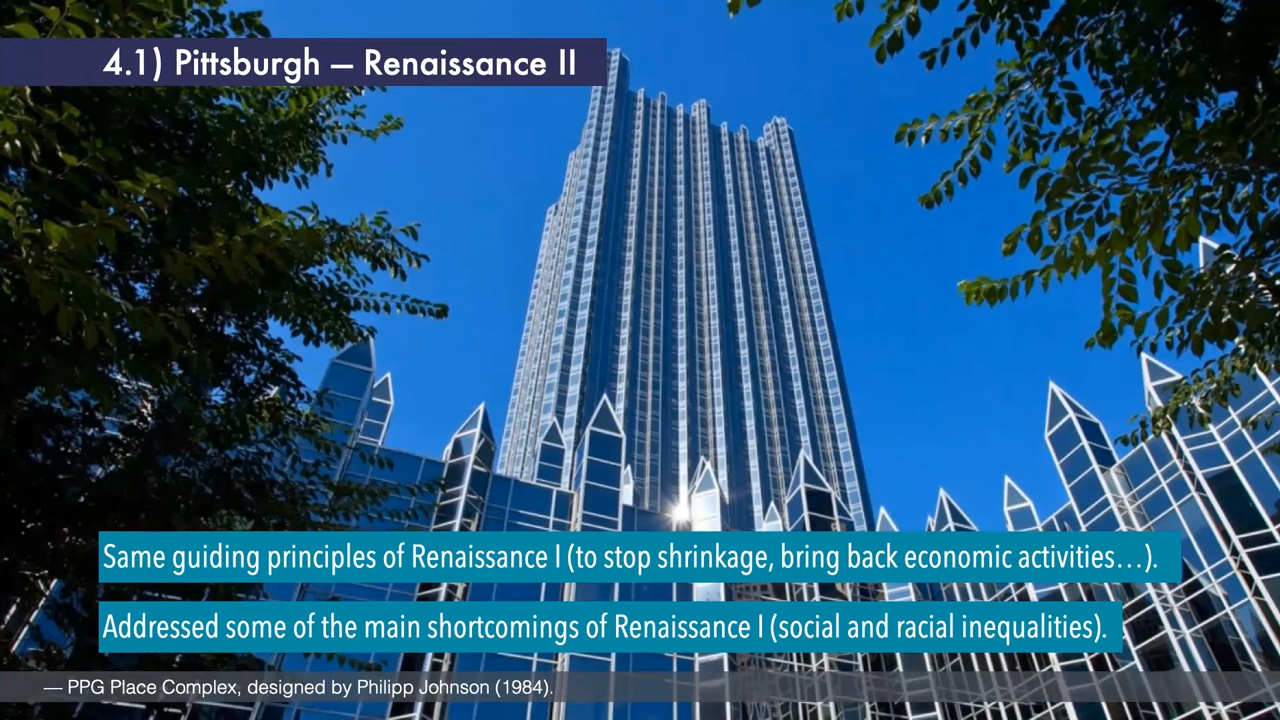 4.1) Pittsburgh — Renaissance II
Same guiding principles of Renaissance I (to stop shrinkage, bring back economic activities…).
Addressed some of the main shortcomings of Renaissance I (social and racial inequalities).
— PPG Place Complex, designed by Philipp Johnson (1984).